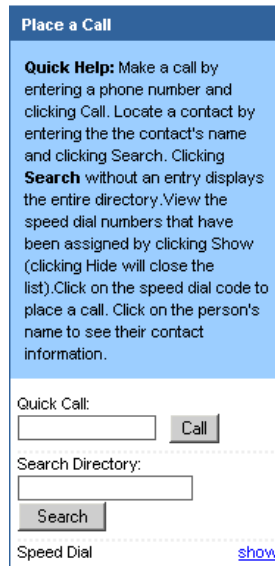 Place a Call
Quick Help: Make a call by
entering a phone number and
clicking Call. Locate a contact by
entering the the contact's name
and clicking Search. Clicking
Search without an entry displays
the entire directory.View the
speed dial numbers that have
been assigned by clicking Show
(clicking Hide will close the
list).Click on the speed dial code to
place a call. Click on the person's
name to see their contact
information.
Quick Call:
Call
Search Directory:
Search
Speed Dial show